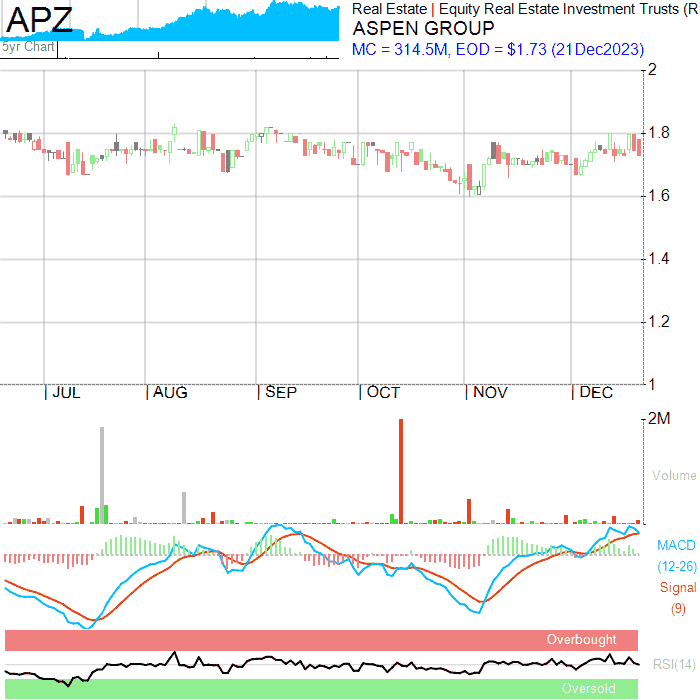 APZ
5yr Chart
Real Estate | Equity Real Estate Investment Trusts (R
ASPEN GROUP
MC = 314.5M, EOD = $1.73 (21Dec2023)
2
1.8
1.6
1.4
1.2
1
JUL AUG SEP OCT NOV DEC
2M
Volume
MACD
(12-26)
Signal
(9)
Overbought
RSI(14)
Oversold